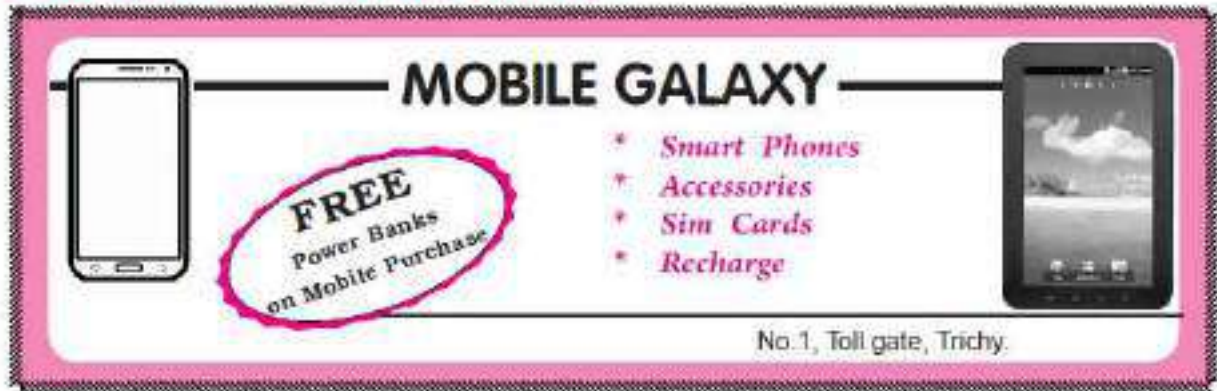 MOBILE GALAXY
FREE
Power Banks
on Mobile Purchase
* Smart Phones
* Accessories
* Sim Cards
* Recharge
No.1, Toll gate, Trichy.